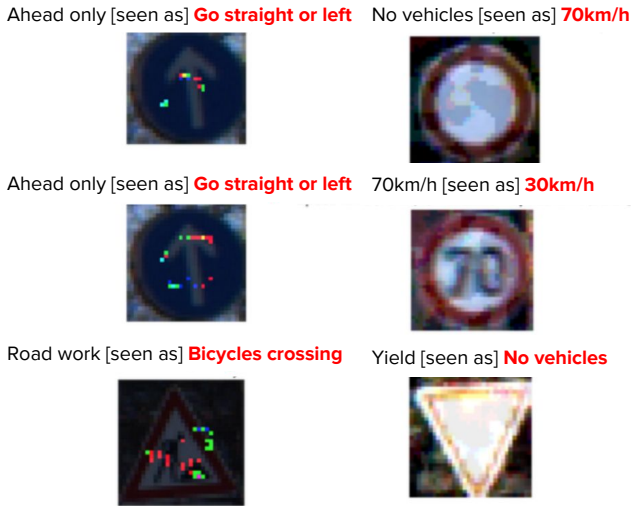 Ahead only [seen as] Go straight or left
No vehicles [seen as] 70km/h
Ahead only [seen as] Go straight or left
70km/h [seen as] 30km/h
70
Road work [seen as] Bicycles crossing
Yield [seen as] No vehicles